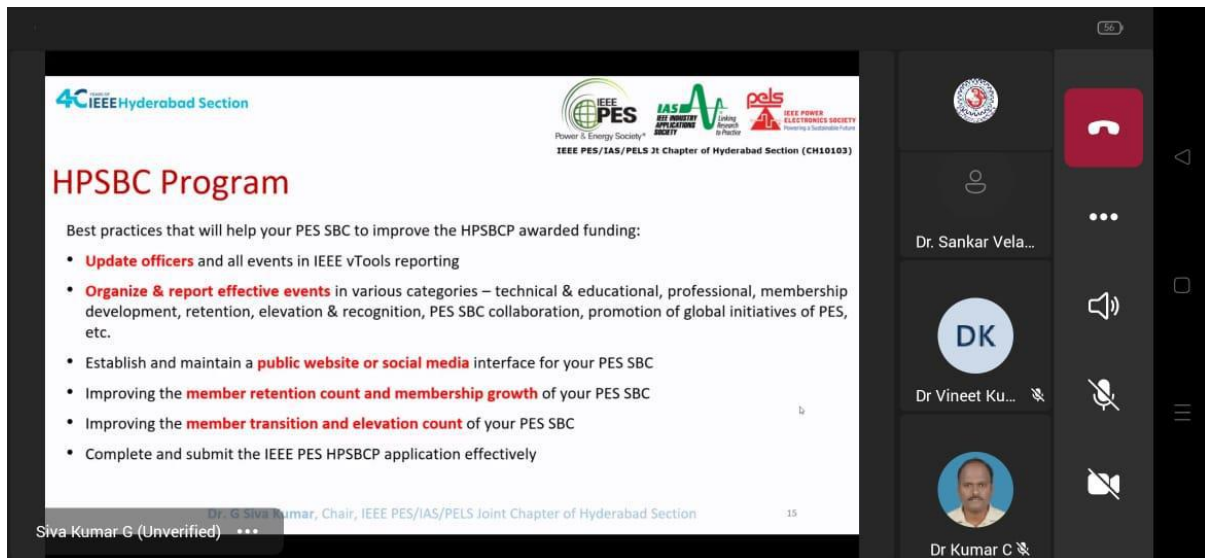 56
40 YEARS OF IEEE Hyderabad Section
IEEE PES
Power & Energy Society®
IAS
IEEE INDUSTRY APPLICATIONS SOCIETY
Linking Research to Practice
pels
IEEE POWER ELECTRONICS SOCIETY
Powering a Sustainable Future
IEEE PES/IAS/PELS Jt Chapter of Hyderabad Section (CH10103)
HPSBC Program
Best practices that will help your PES SBC to improve the HPSBCP awarded funding:
• Update officers and all events in IEEE vTools reporting
• Organize & report effective events in various categories – technical & educational, professional, membership
development, retention, elevation & recognition, PES SBC collaboration, promotion of global initiatives of PES,
etc.
• Establish and maintain a public website or social media interface for your PES SBC
• Improving the member retention count and membership growth of your PES SBC
• Improving the member transition and elevation count of your PES SBC
• Complete and submit the IEEE PES HPSBCP application effectively
Dr. G Siva Kumar, Chair, IEEE PES/IAS/PELS Joint Chapter of Hyderabad Section
15
Siva Kumar G (Unverified)
Dr. Sankar Vela...
DK
Dr Vineet Ku...
Dr Kumar C